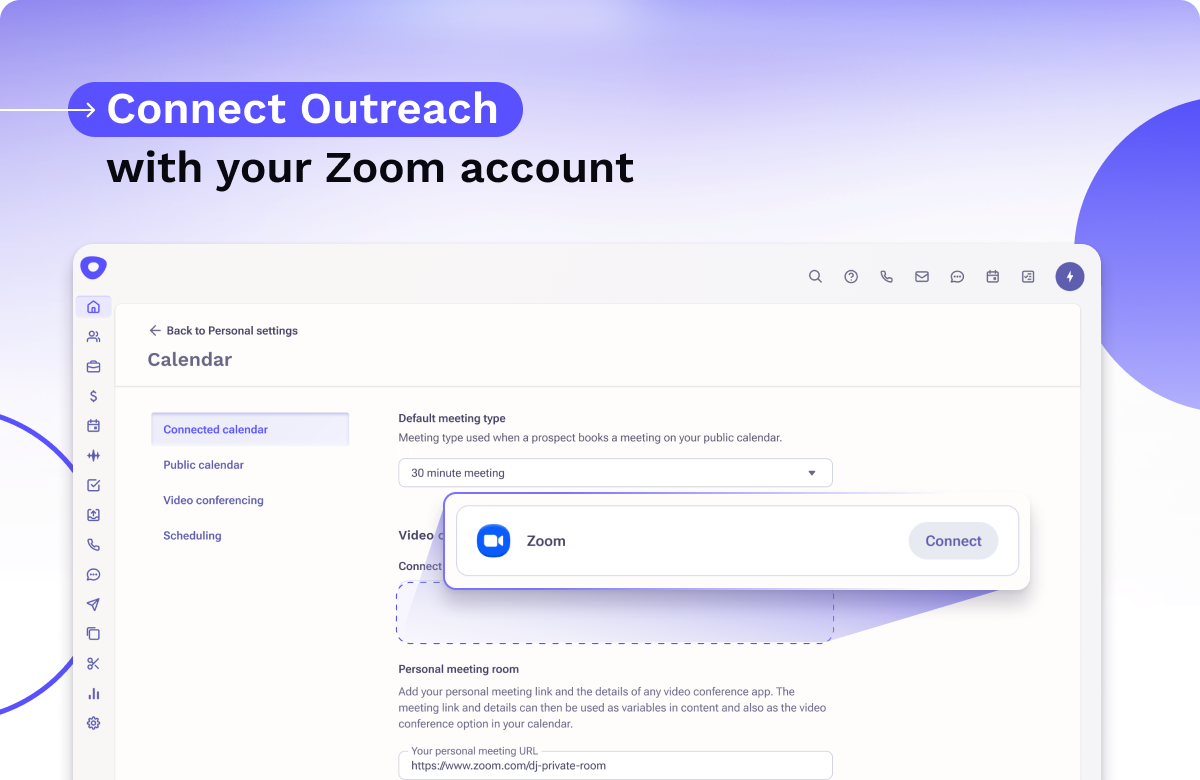 Connect Outreach
with your Zoom account
Back to Personal settings
Calendar
Connected calendar
Public calendar
Video conferencing
Scheduling
Default meeting type
Meeting type used when a prospect books a meeting on your public calendar.
30 minute meeting
Video
Zoom
Connect
Connect
Personal meeting room
Add your personal meeting link and the details of any video conference app. The
meeting link and details can then be used as variables in content and also as the video
conference option in your calendar.
Your personal meeting URL
https://www.zoom.com/dj-private-room